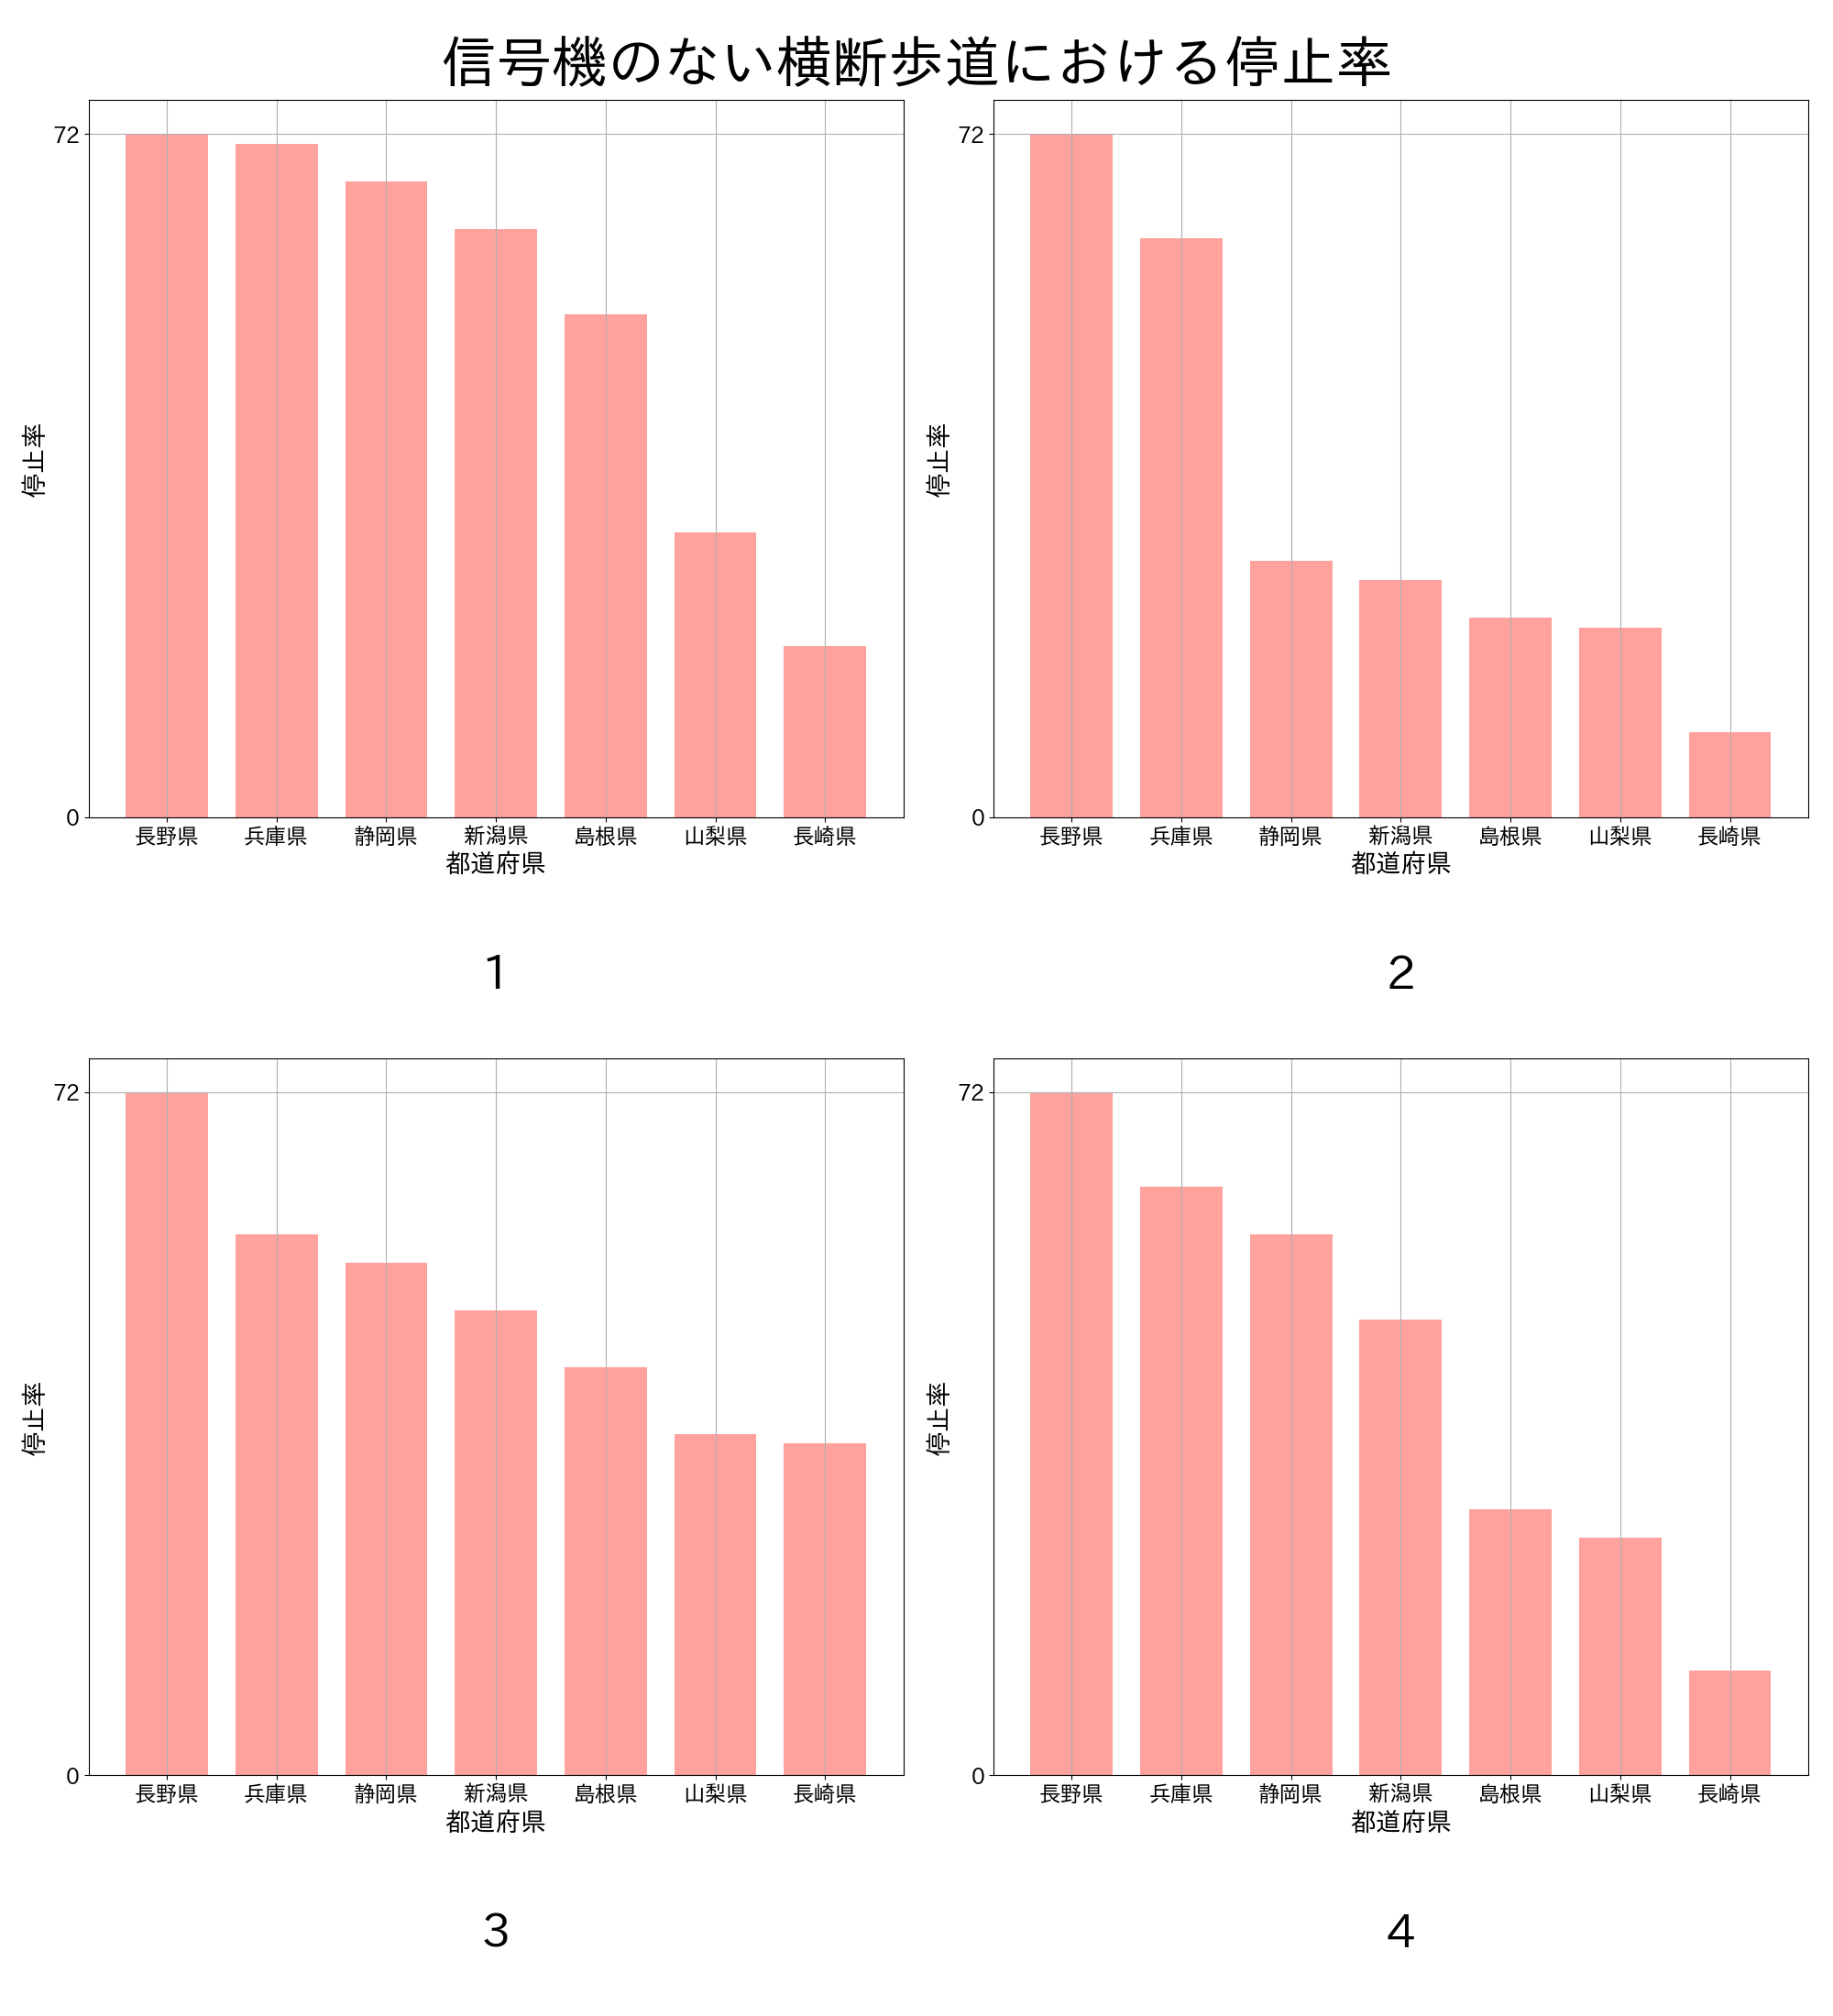 信号機のない横断歩道における停止率
72
0
停止率
長野県 兵庫県 静岡県 新潟県 島根県 山梨県 長崎県
都道府県
1
72
0
停止率
長野県 兵庫県 静岡県 新潟県 島根県 山梨県 長崎県
都道府県
2
72
0
停止率
長野県 兵庫県 静岡県 新潟県 島根県 山梨県 長崎県
都道府県
3
72
0
停止率
長野県 兵庫県 静岡県 新潟県 島根県 山梨県 長崎県
都道府県
4